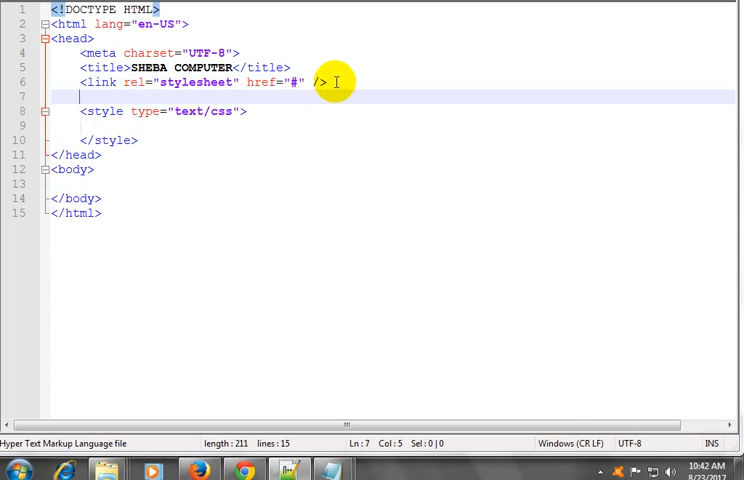 1 <!DOCTYPE HTML>
2 <html lang="en-US">
3 <head>
4 <meta charset="UTF-8">
5 <title>SHEBA COMPUTER</title>
6 <link rel="stylesheet" href="#" />
7
8 <style type="text/css">
9
10 </style>
11 </head>
12 <body>
13
14 </body>
15 </html>
Hyper Text Markup Language file length : 211 lines : 15 Ln : 7 Col : 5 Sel : 0 | 0 Windows (CR LF) UTF-8 INS
10:42 AM
8/23/2017